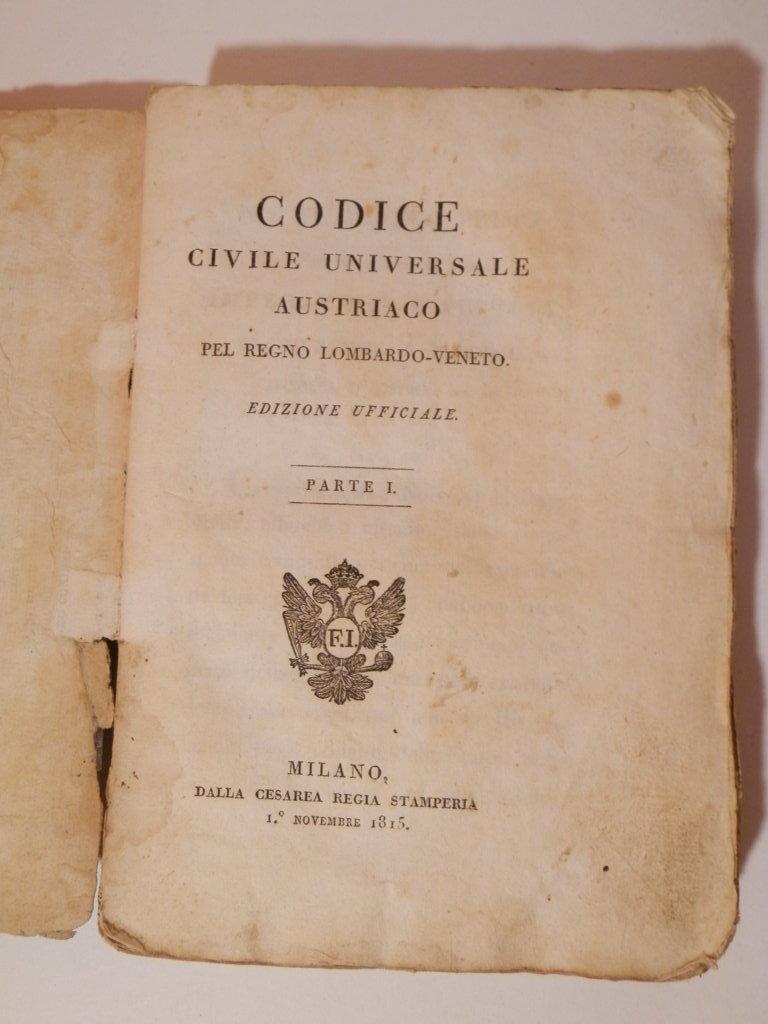 CODICE
CIVILE UNIVERSALE
AUSTRIACO
PEL REGNO LOMBARDO-VENETO.
EDIZIONE UFFICIALE.
PARTE I.
F.I.
MILANO,
DALLA CESAREA REGIA STAMPERIA
1.º NOVEMBRE 1815.